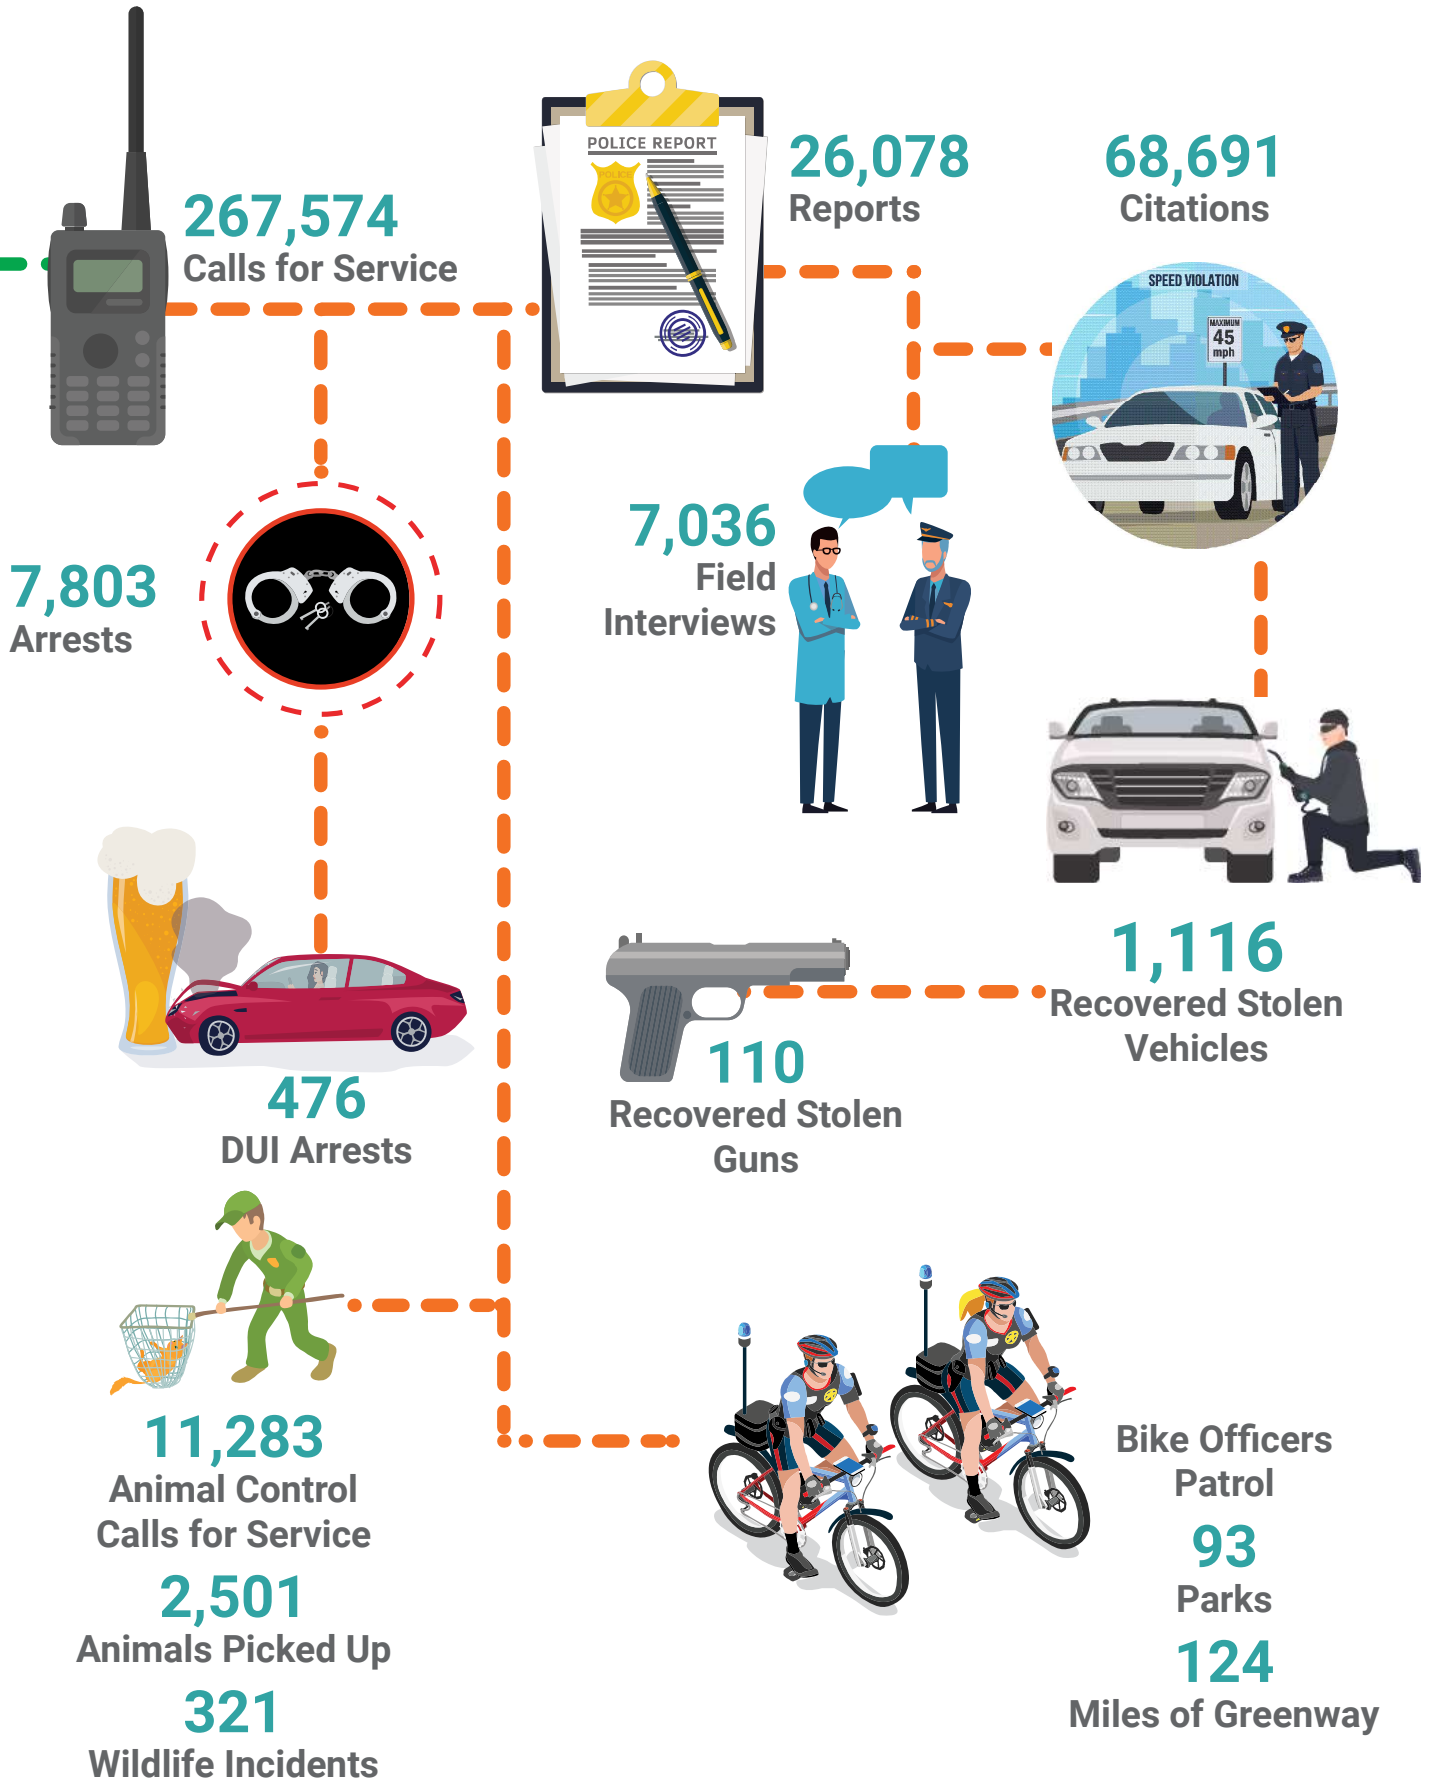 267,574
Calls for Service
POLICE REPORT
POLICE
26,078
Reports
68,691
Citations
SPEED VIOLATION
MAXIMUM
45
mph
7,803
Arrests
7,036
Field
Interviews
476
DUI Arrests
110
Recovered Stolen
Guns
1,116
Recovered Stolen
Vehicles
11,283
Animal Control
Calls for Service
2,501
Animals Picked Up
321
Wildlife Incidents
Bike Officers
Patrol
93
Parks
124
Miles of Greenway